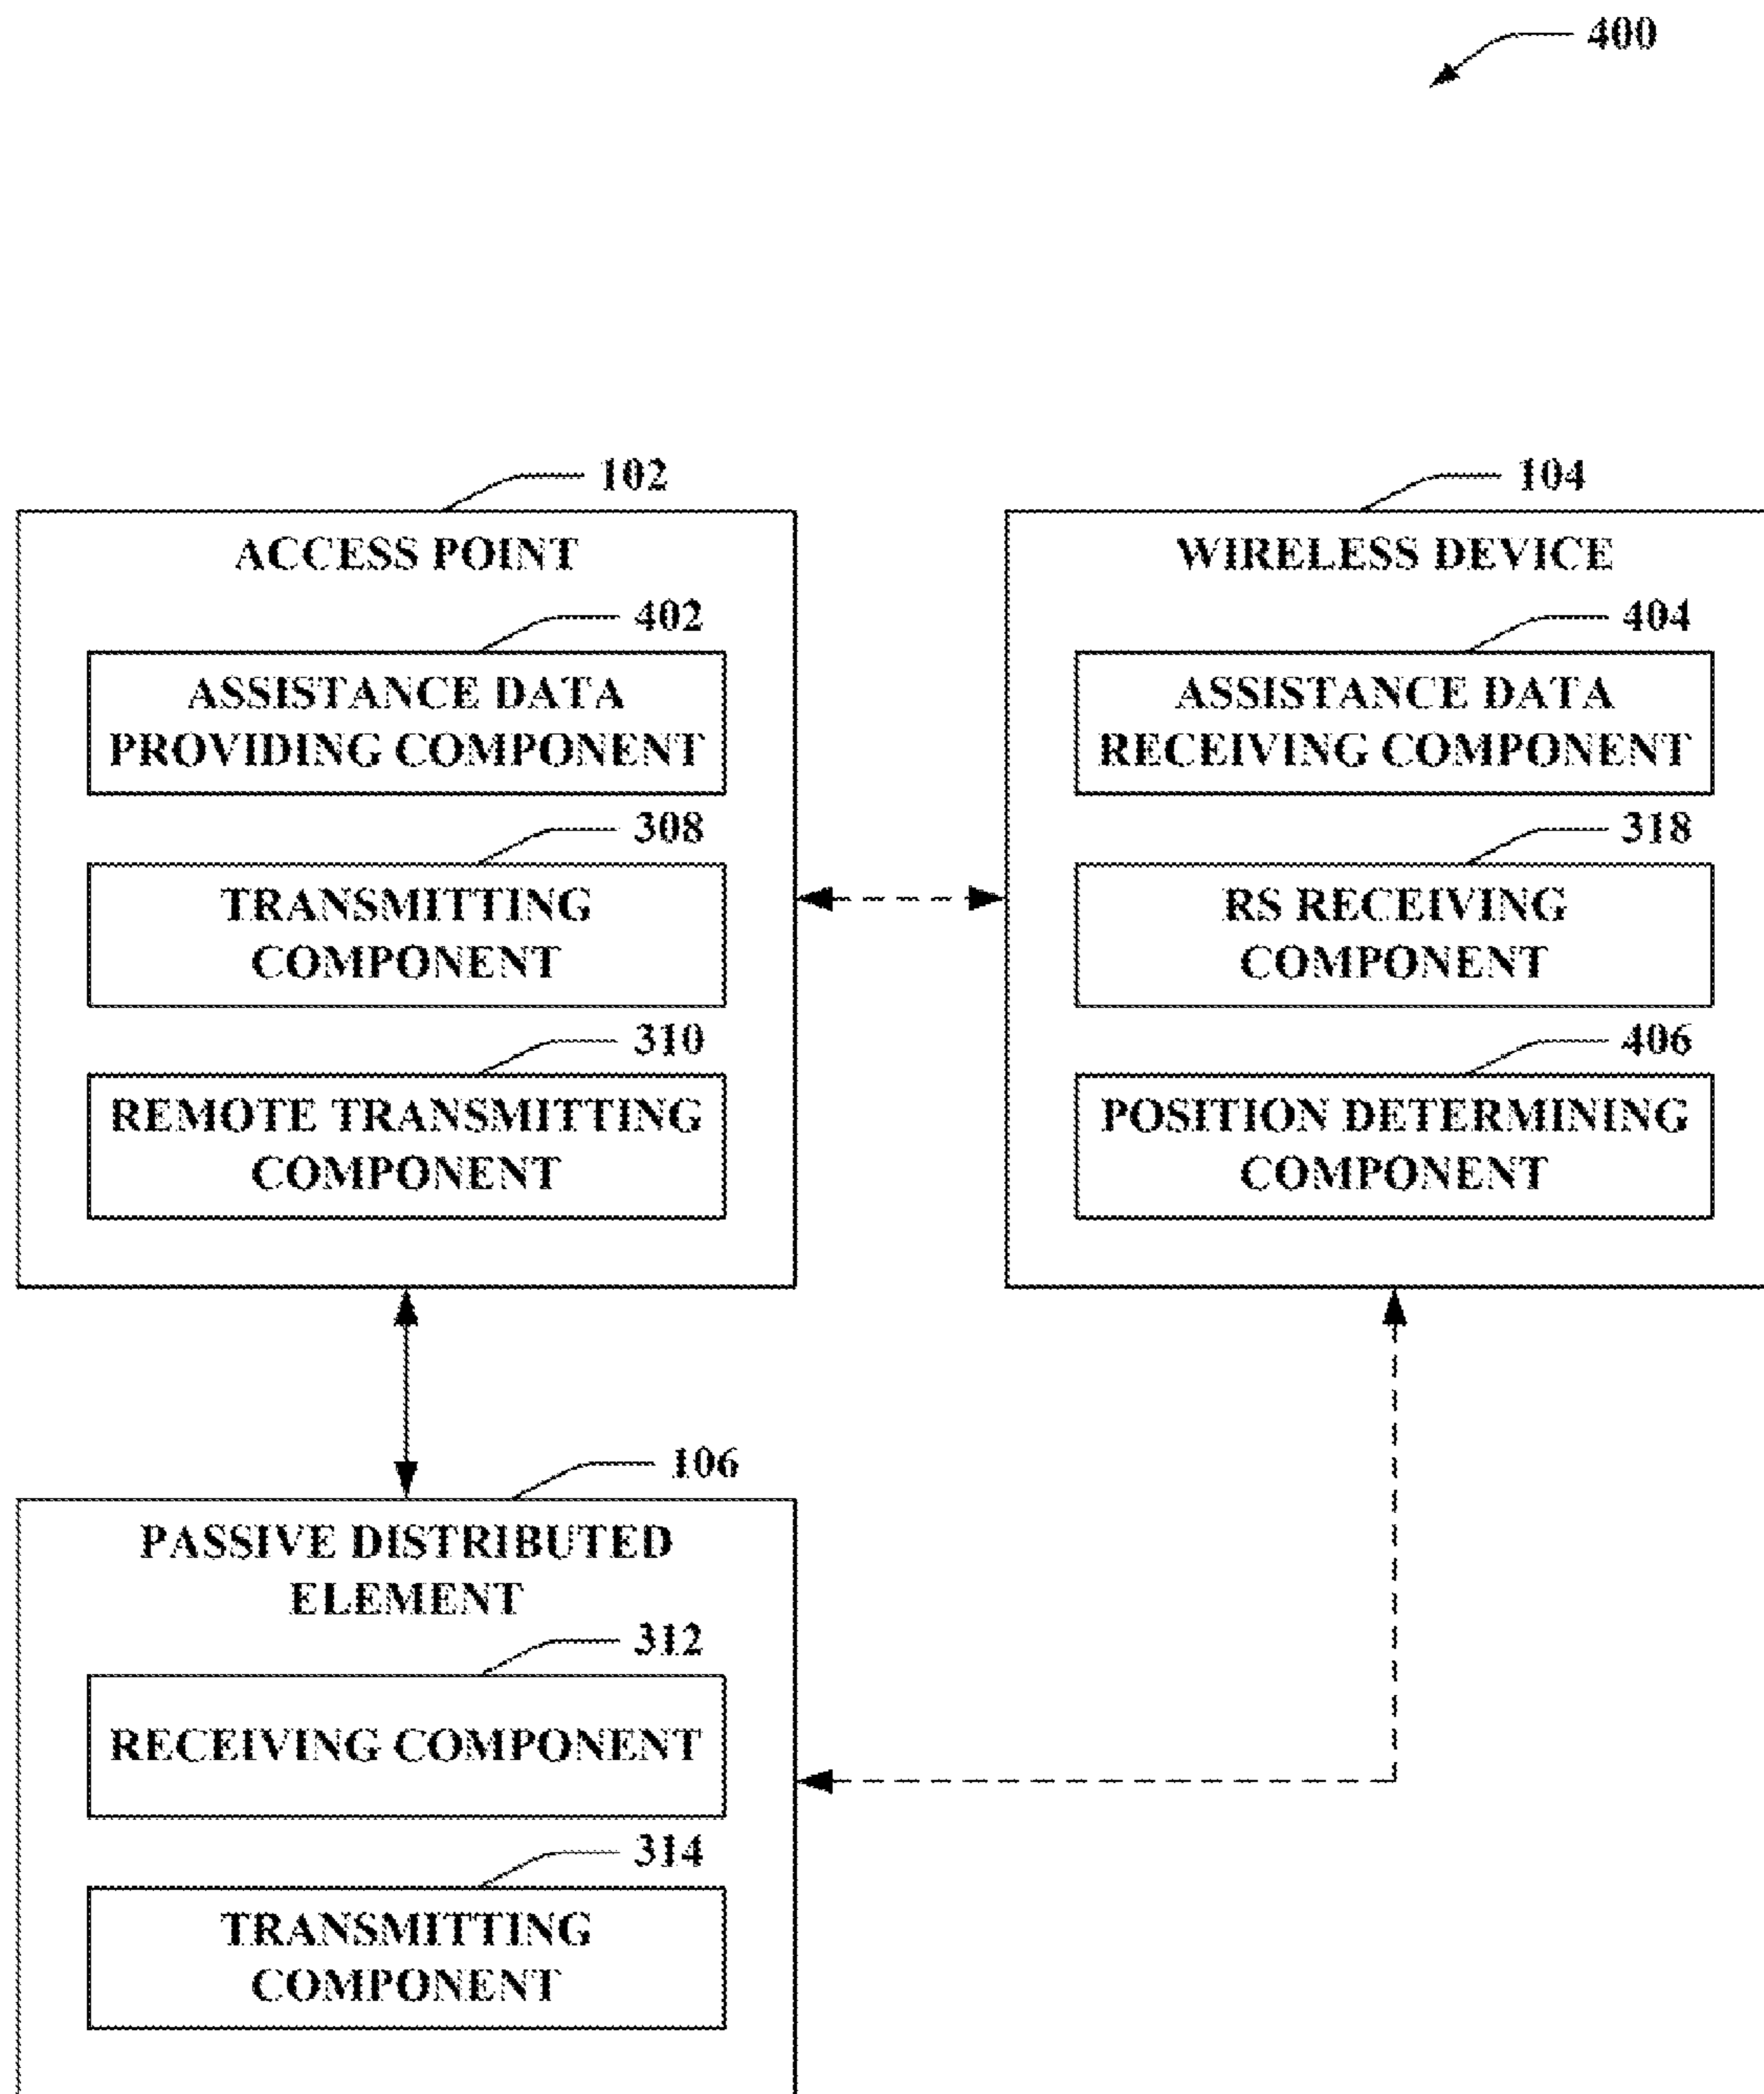 400
102
ACCESS POINT
402
ASSISTANCE DATA
PROVIDING COMPONENT
308
TRANSMITTING
COMPONENT
310
REMOTE TRANSMITTING
COMPONENT
104
WIRELESS DEVICE
404
ASSISTANCE DATA
RECEIVING COMPONENT
318
RS RECEIVING
COMPONENT
406
POSITION DETERMINING
COMPONENT
106
PASSIVE DISTRIBUTED
ELEMENT
312
RECEIVING COMPONENT
314
TRANSMITTING
COMPONENT